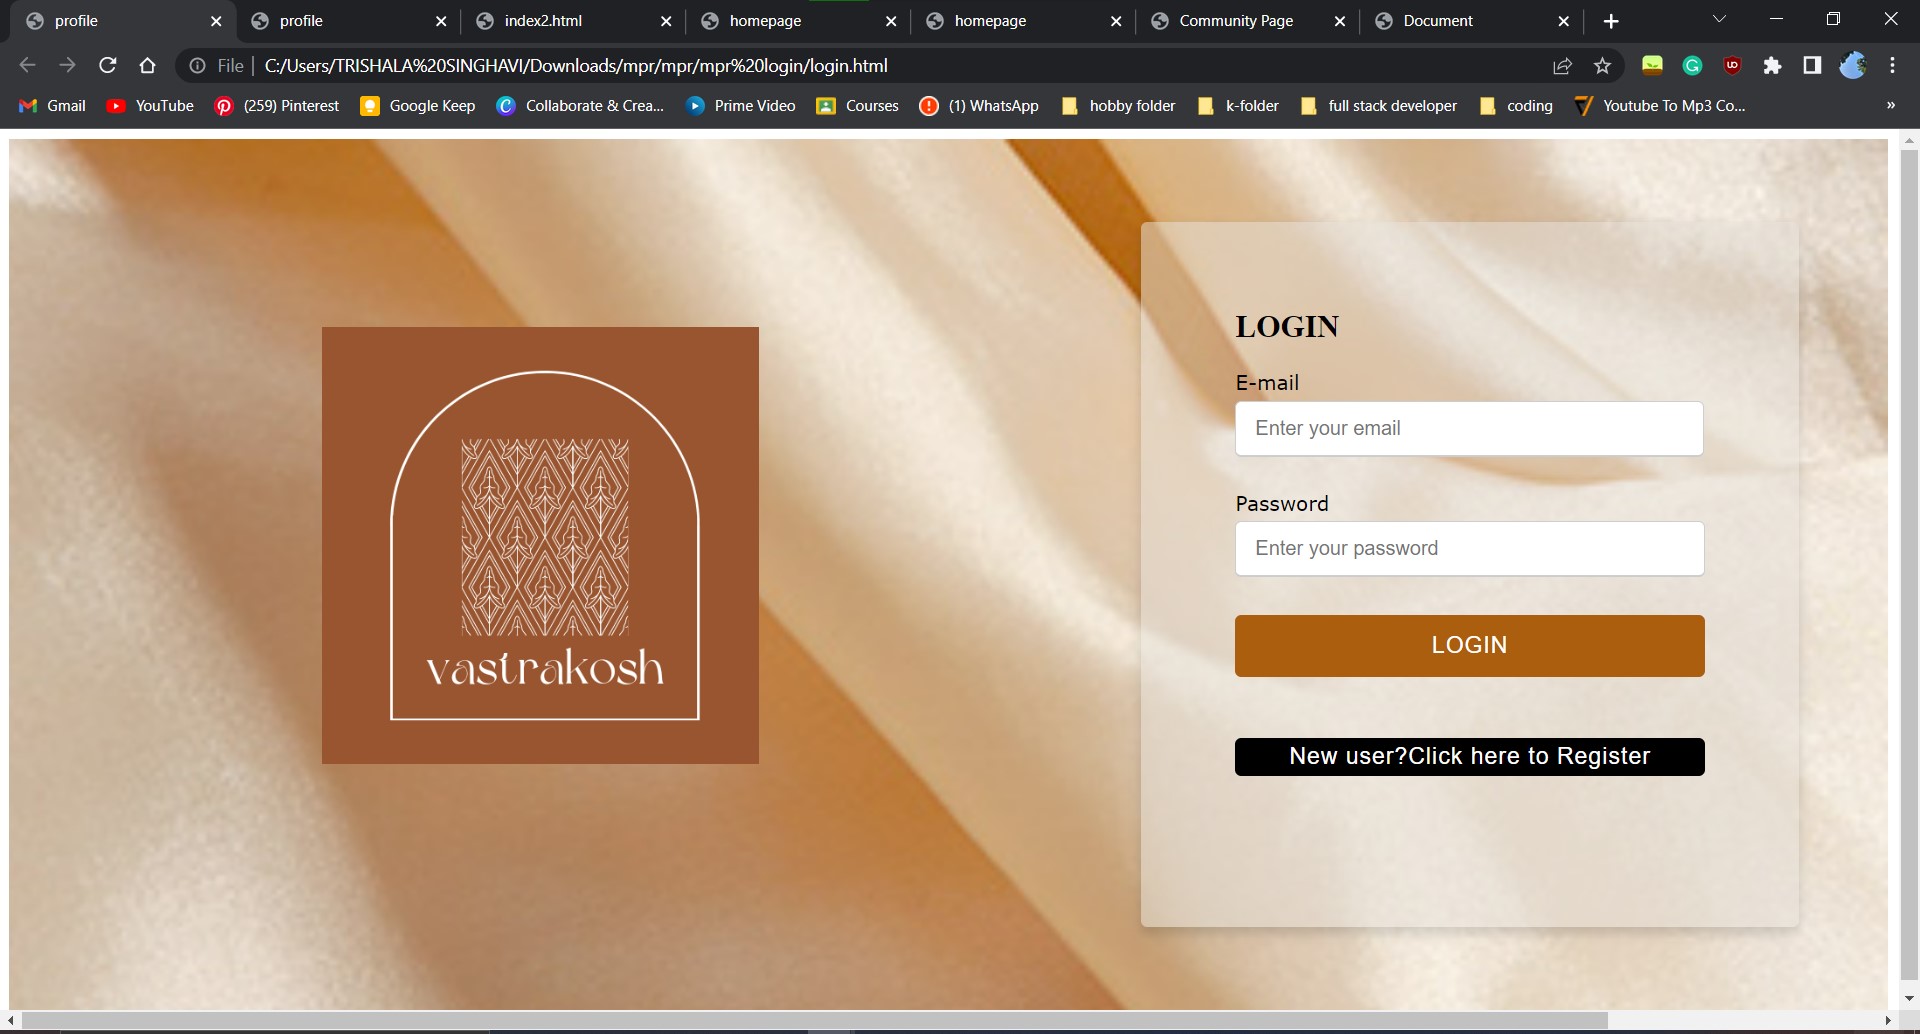 profile
profile
index2.html
homepage
homepage
Community Page
Document
File
C:/Users/TRISHALA%20SINGHAVI/Downloads/mpr/mpr/mpr%20login/login.html
Gmail
YouTube
(259) Pinterest
Google Keep
Collaborate & Crea...
Prime Video
Courses
(1) WhatsApp
hobby folder
k-folder
full stack developer
coding
Youtube To Mp3 Co...
»
vastrakosh
LOGIN
E-mail
Enter your email
Password
Enter your password
LOGIN
New user?Click here to Register